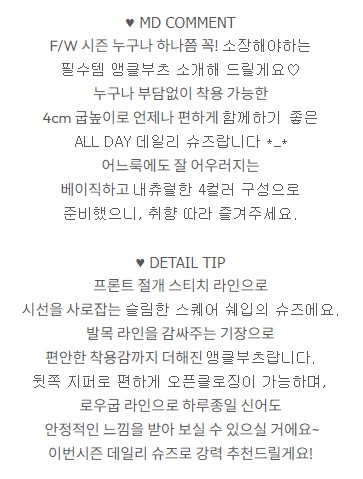 ♥ MD COMMENT
F/W 시즌 누구나 하나쯤 꼭! 소장해야하는
필수템 앵클부츠 소개해 드릴게요♡
누구나 부담없이 착용 가능한
4cm 굽높이로 언제나 편하게 함께하기 좋은
ALL DAY 데일리 슈즈랍니다 *_*
어느룩에도 잘 어우러지는
베이직하고 내츄럴한 4컬러 구성으로
준비했으니, 취향 따라 즐겨주세요.
♥ DETAIL TIP
프론트 절개 스티치 라인으로
시선을 사로잡는 슬림한 스퀘어 쉐입의 슈즈에요.
발목 라인을 감싸주는 기장으로
편안한 착용감까지 더해진 앵클부츠랍니다.
뒷쪽 지퍼로 편하게 오픈클로징이 가능하며,
로우굽 라인으로 하루종일 신어도
안정적인 느낌을 받아 보실 수 있으실 거에요~
이번시즌 데일리 슈즈로 강력 추천드릴게요!